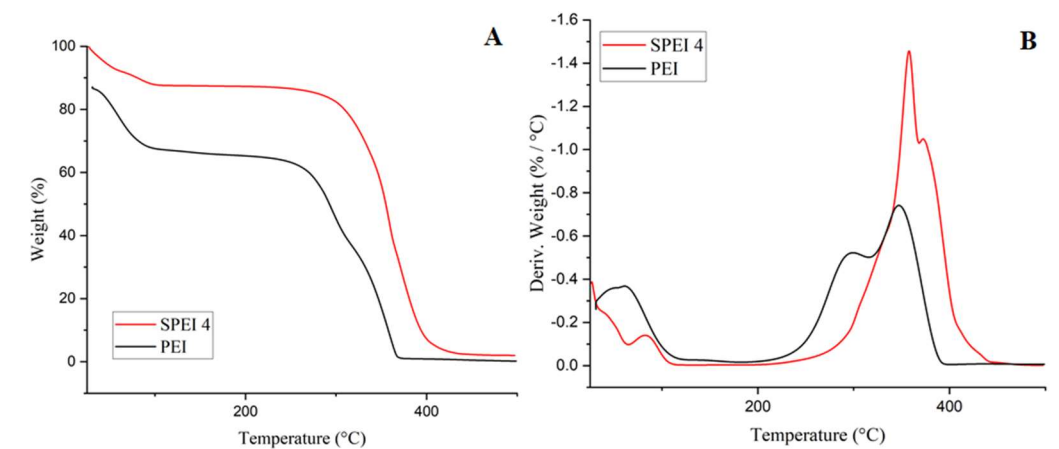 A
100
80
60
40
20
0
Weight (%)
SPEI 4
PEI
200
400
Temperature (°C)
B
-1.6
-1.4
-1.2
-1.0
-0.8
-0.6
-0.4
-0.2
0.0
Deriv. Weight (% / °C)
SPEI 4
PEI
200
400
Temperature (°C)